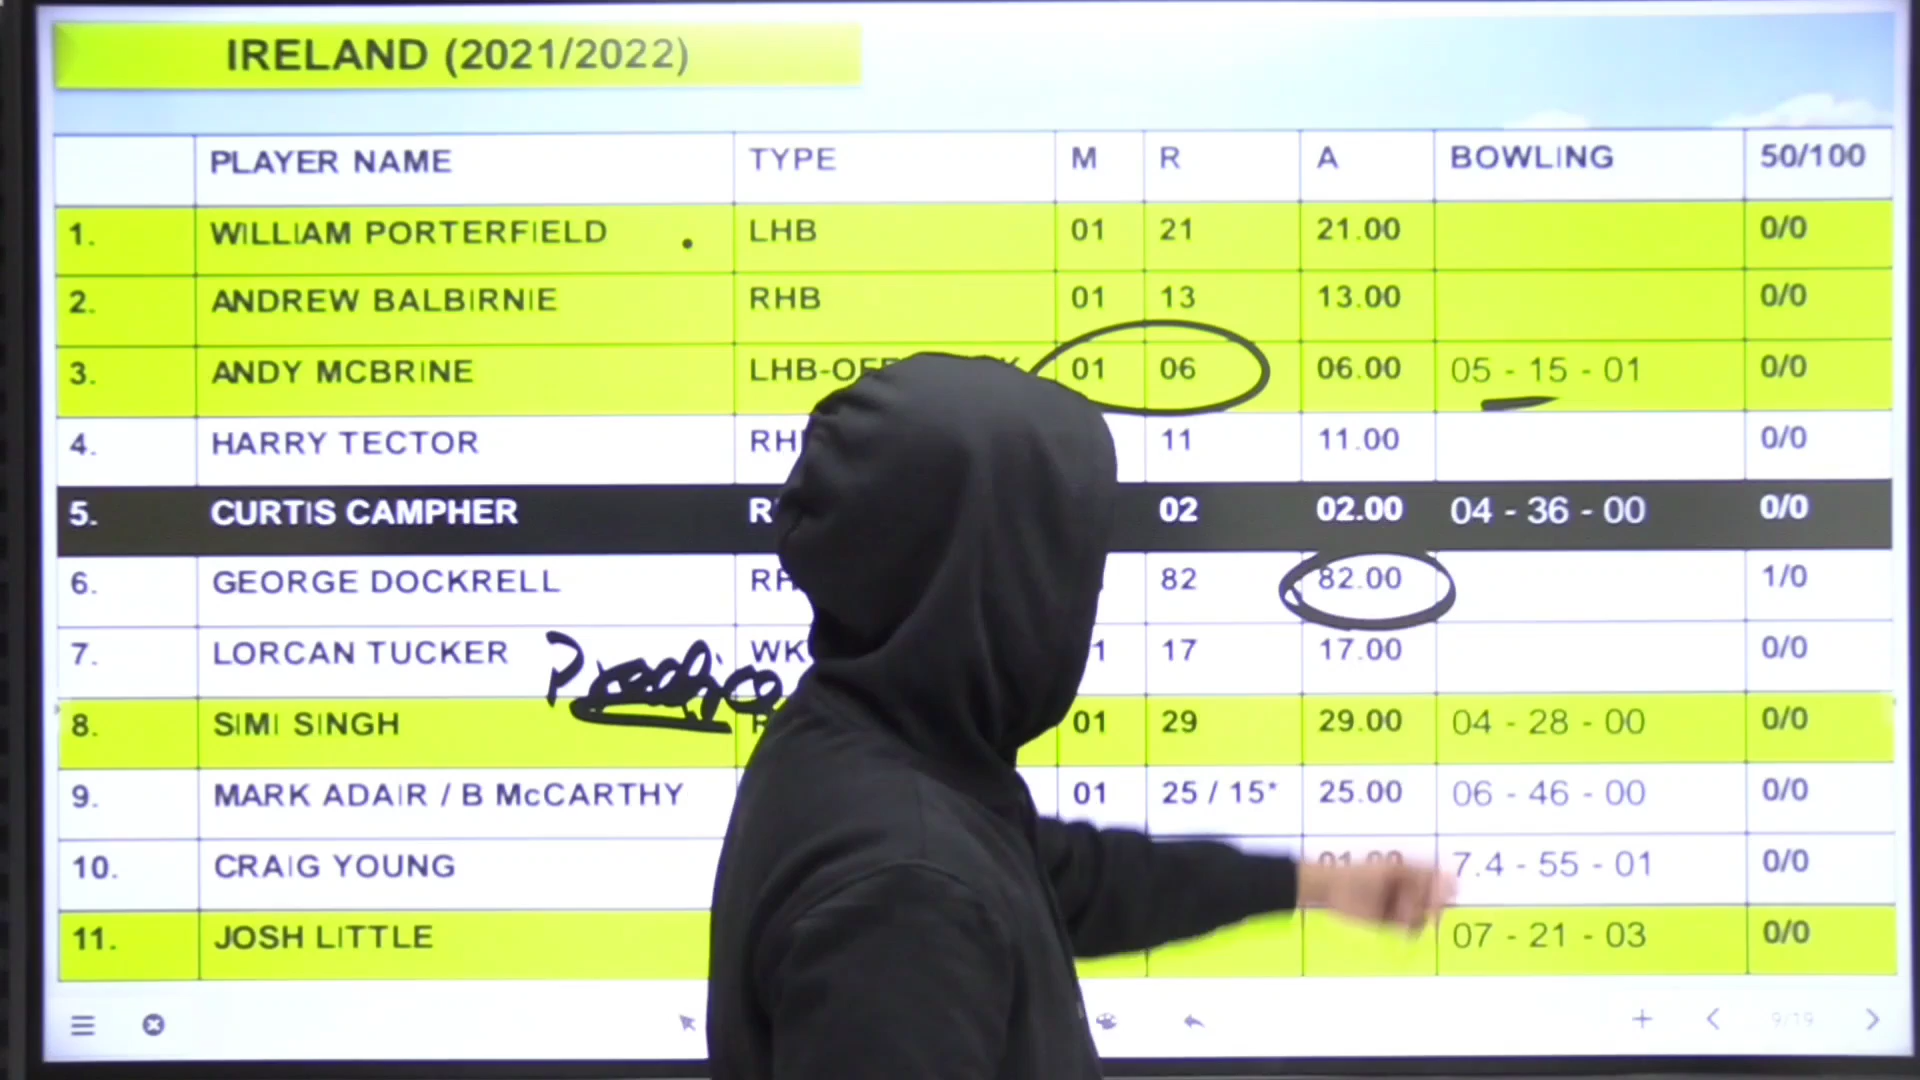 IRELAND (2021/2022)
PLAYER NAME TYPE M R A BOWLING 50/100
1. WILLIAM PORTERFIELD LHB 01 21 21.00 0/0
2. ANDREW BALBIRNIE RHB 01 13 13.00 0/0
3. ANDY MCBRINE 01 06 06.00 05 - 15 - 01 0/0
4. HARRY TECTOR 11 11.00 0/0
5. CURTIS CAMPHER 02 02.00 04 - 36 - 00 0/0
6. GEORGE DOCKRELL 82 82.00 1/0
7. LORCAN TUCKER 17 17.00 0/0
8. SIMI SINGH 01 29 29.00 04 - 28 - 00 0/0
9. MARK ADAIR / B McCARTHY 01 25 / 15* 25.00 06 - 46 - 00 0/0
10. CRAIG YOUNG 7.4 - 55 - 01 0/0
11. JOSH LITTLE 07 - 21 - 03 0/0
9/19